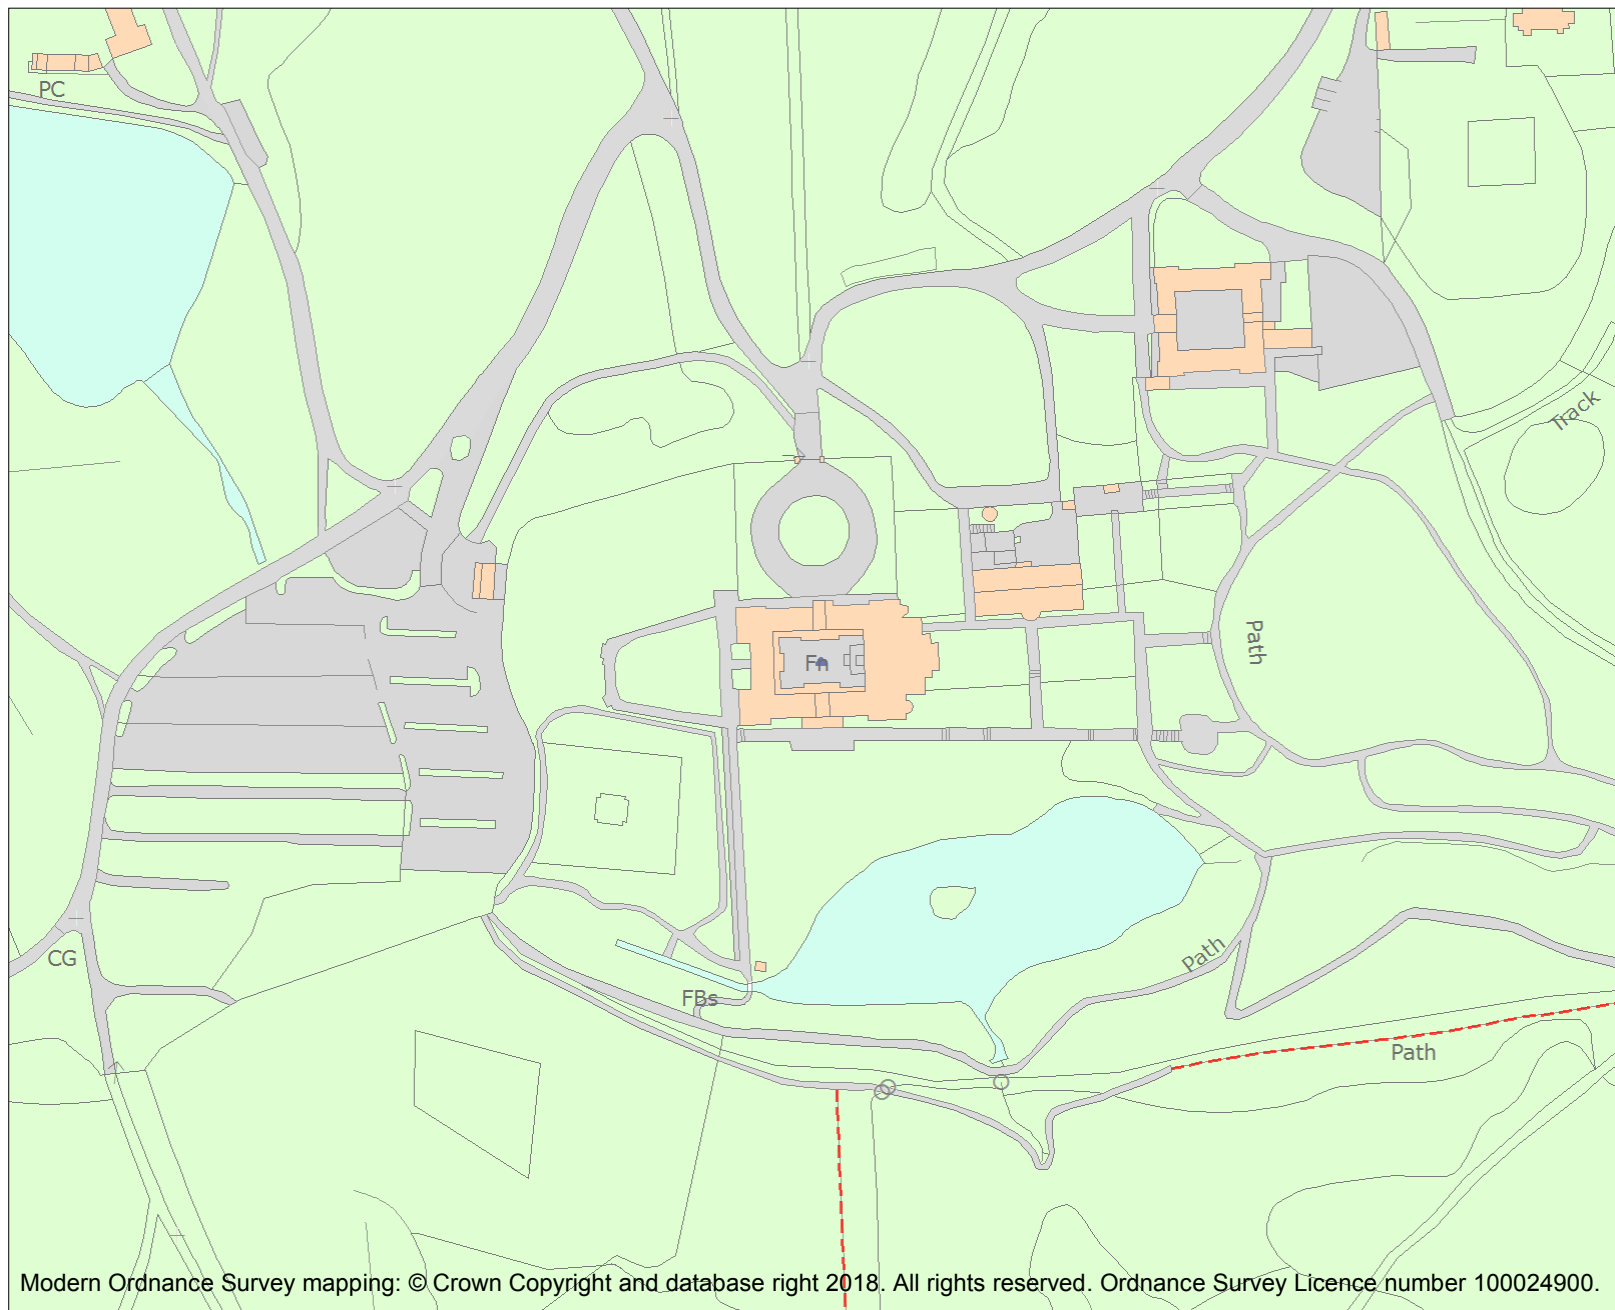 PC
Track
Fn
Path
CG
FBs
Path
Path
Modern Ordnance Survey mapping: © Crown Copyright and database right 2018. All rights reserved. Ordnance Survey Licence number 100024900.